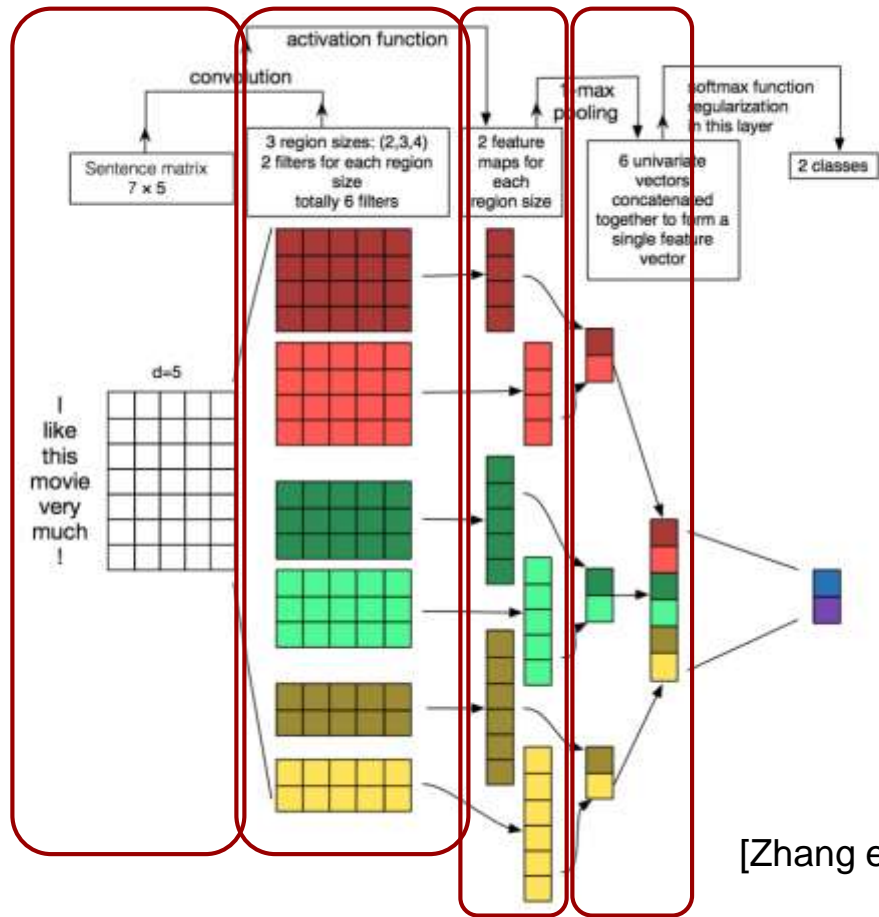 activation function
convolution
1-max
pooling
softmax function
regularization
in this layer
Sentence matrix
7 × 5
3 region sizes: (2,3,4)
2 filters for each region
size
totally 6 filters
2 feature
maps for
each
region size
6 univariate
vectors
concatenated
together to form a
single feature
vector
2 classes
d=5
I
like
this
movie
very
much
!
[Zhang e